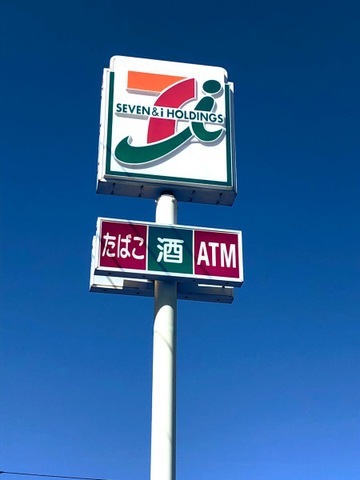 SEVEN & i HOLDINGS
たばこ 酒 ATM